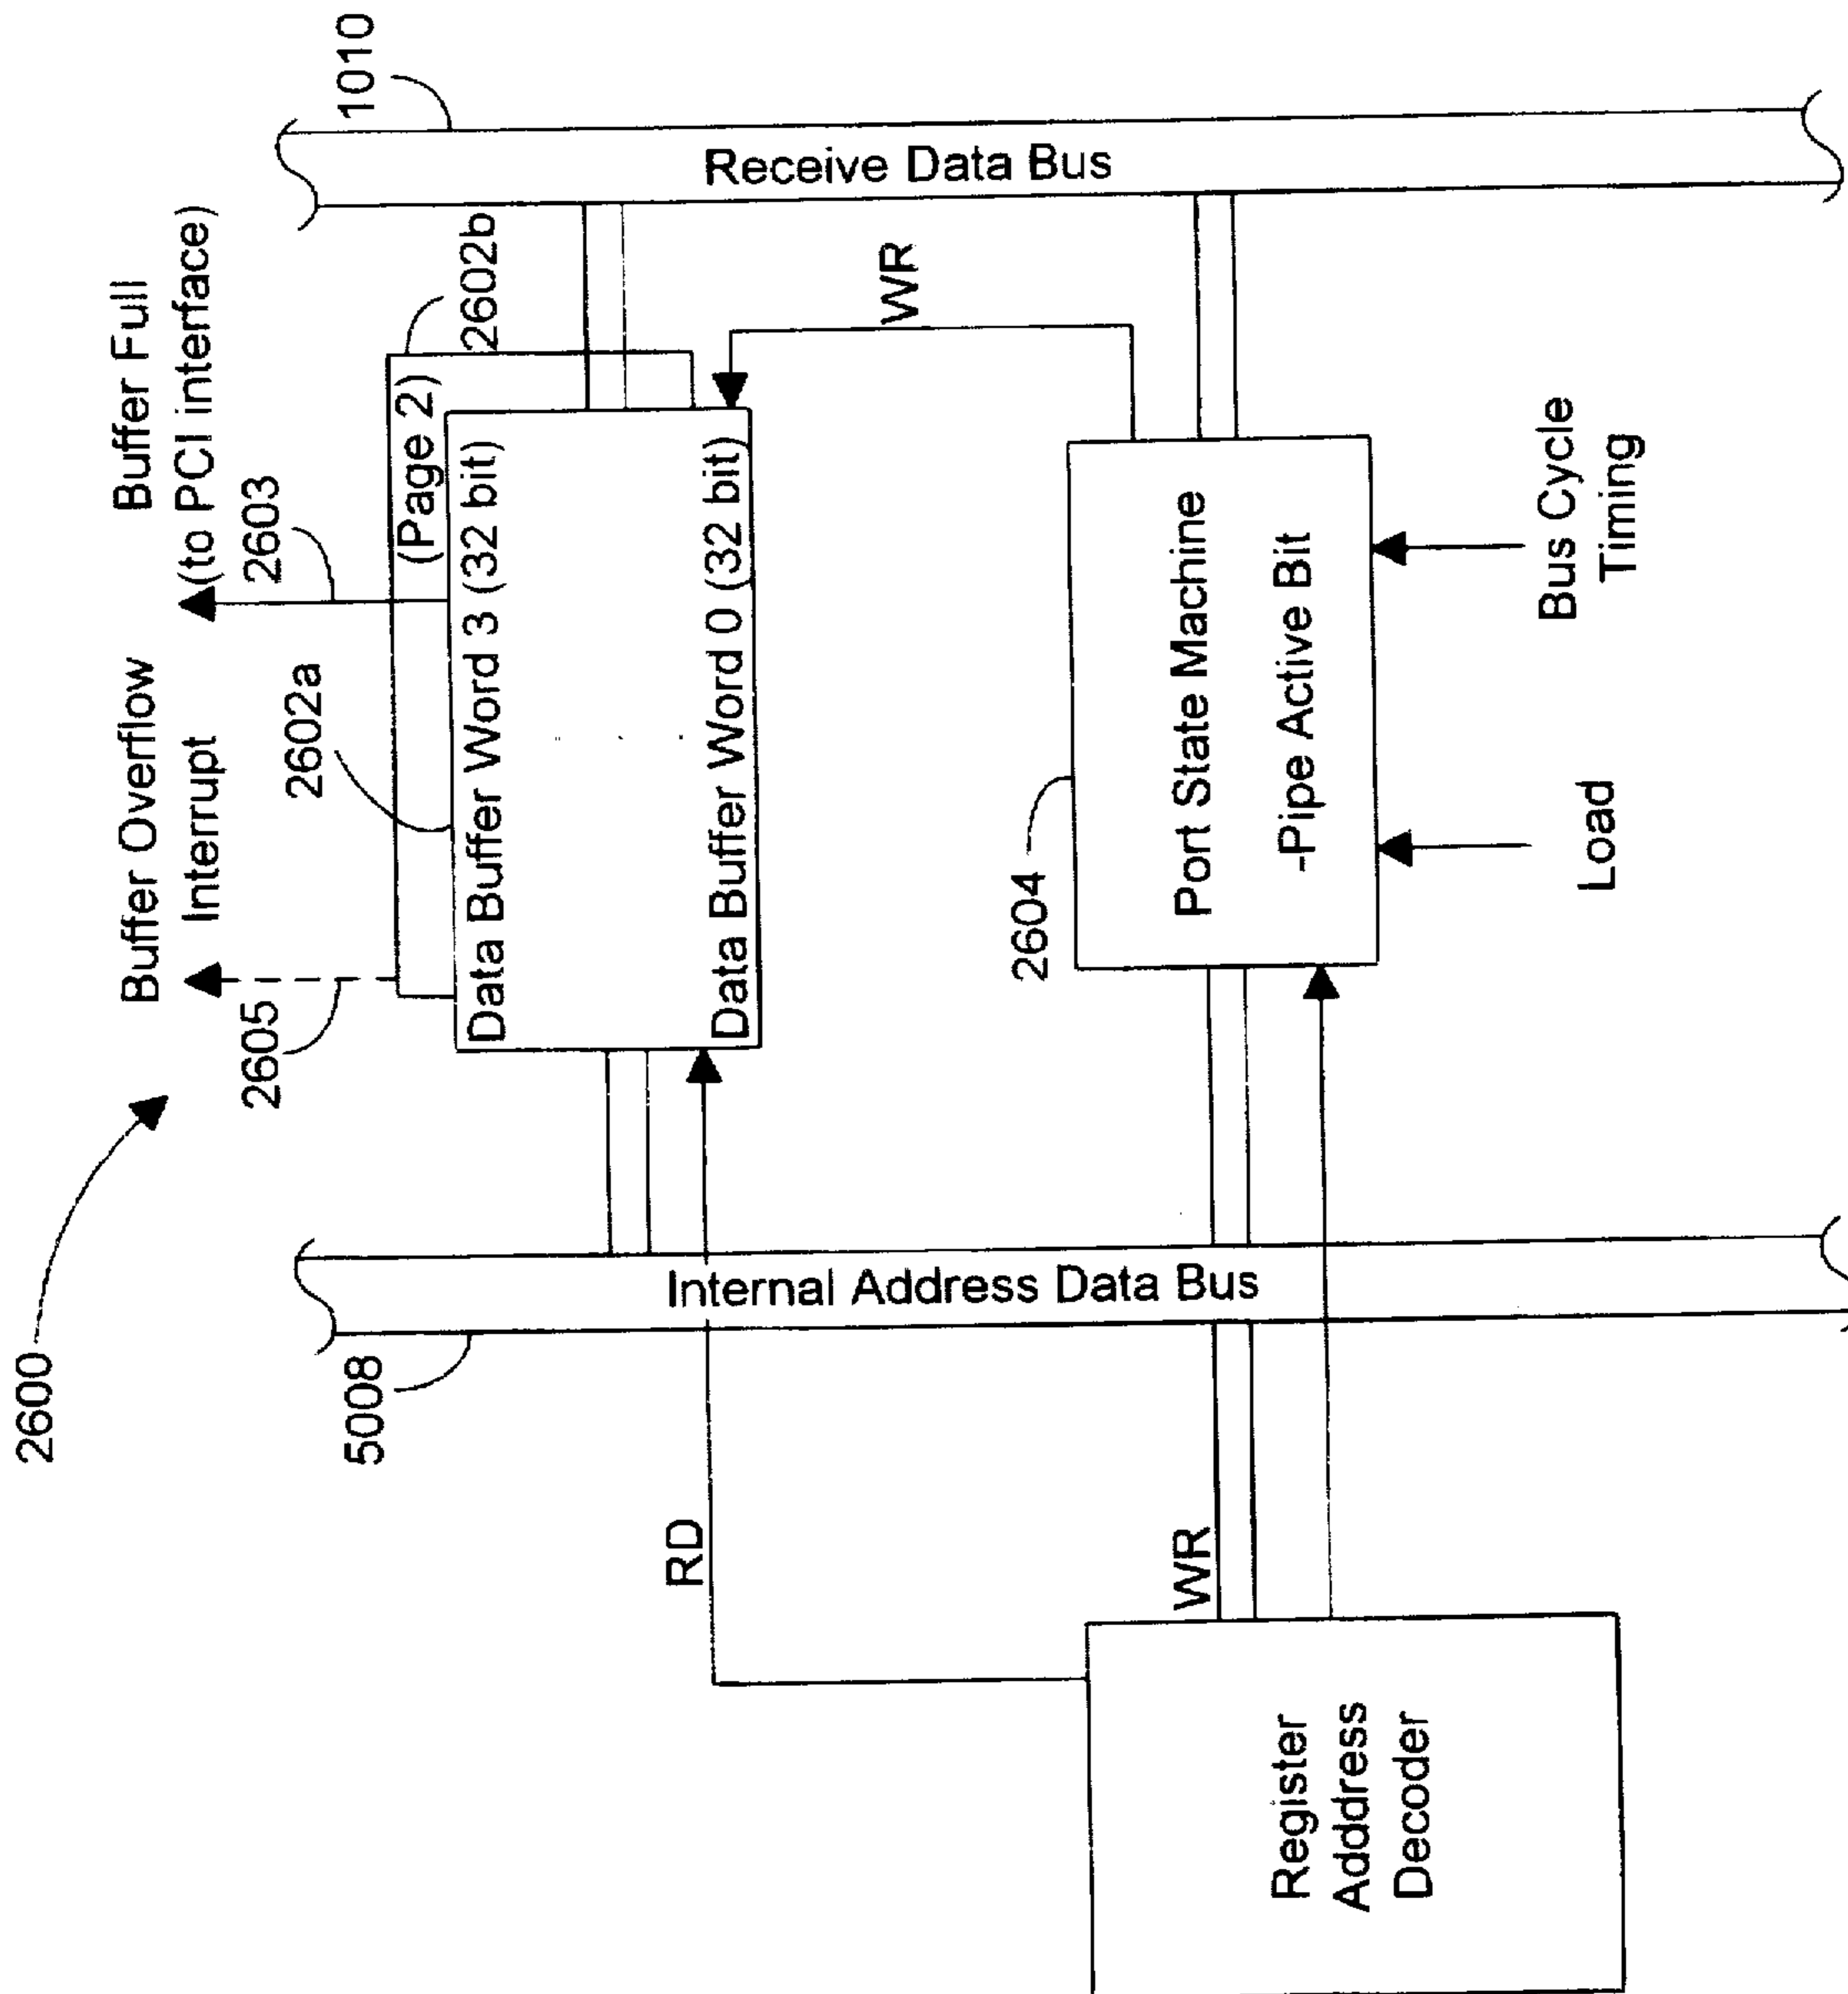 2600
Buffer Overflow
Interrupt
Buffer Full
(to PCI interface)
2605
2602a
2603
5008
1010
(Page 2)
2602b
Data Buffer Word 3 (32 bit)
Data Buffer Word 0 (32 bit)
RD
Internal Address Data Bus
Receive Data Bus
WR
2604
WR
Port State Machine
-Pipe Active Bit
Register
Address
Decoder
Load
Bus Cycle
Timing